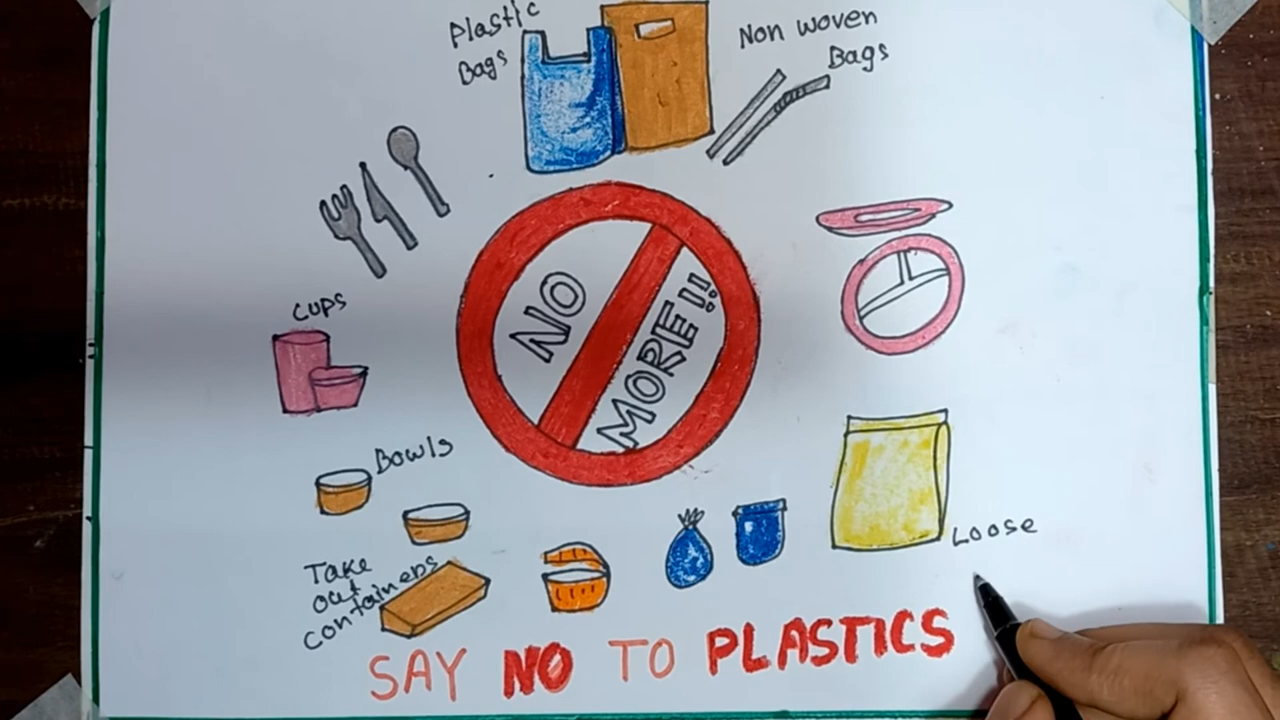 Plastic
Bags
Non woven
Bags
cups
NO
MORE!!
Bowls
Loose
Take
out
containers
SAY NO TO PLASTICS